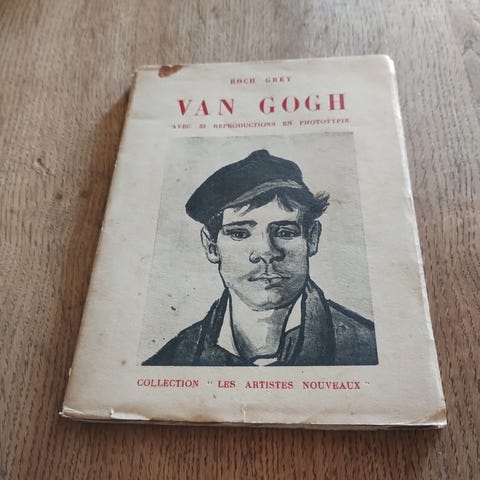 ROCH GREY
VAN GOGH
AVEC 32 REPRODUCTIONS EN PHOTOTYPIE
COLLECTION " LES ARTISTES NOUVEAUX "